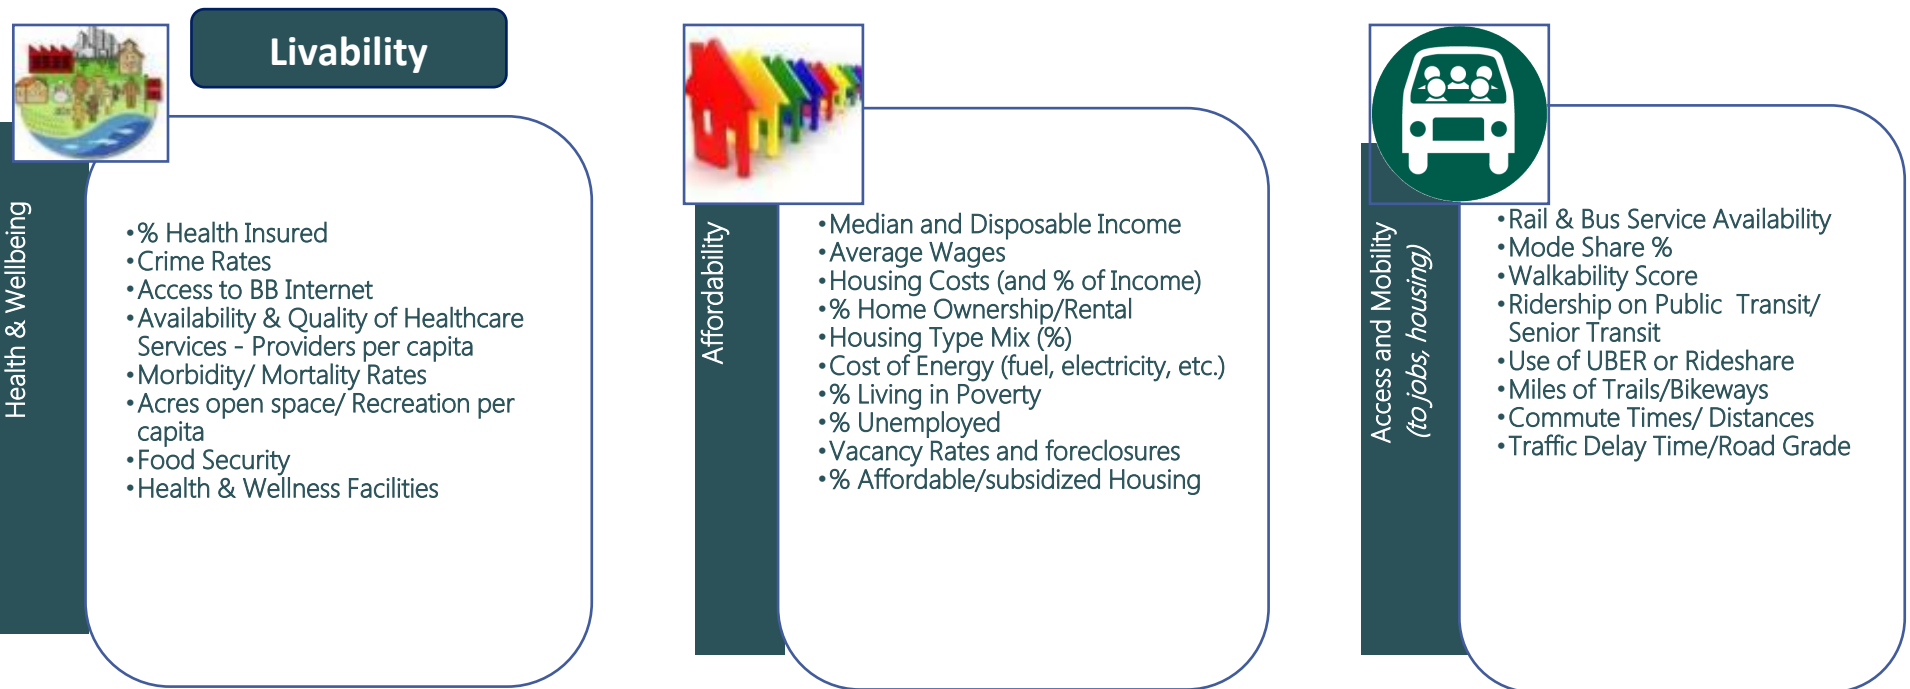 Livability
Health & Wellbeing
•% Health Insured
•Crime Rates
•Access to BB Internet
•Availability & Quality of Healthcare
Services - Providers per capita
•Morbidity/ Mortality Rates
•Acres open space/ Recreation per
capita
•Food Security
•Health & Wellness Facilities
Affordability
•Median and Disposable Income
•Average Wages
•Housing Costs (and % of Income)
•% Home Ownership/Rental
•Housing Type Mix (%)
•Cost of Energy (fuel, electricity, etc.)
•% Living in Poverty
•% Unemployed
•Vacancy Rates and foreclosures
•% Affordable/subsidized Housing
Access and Mobility
(to jobs, housing)
•Rail & Bus Service Availability
•Mode Share %
•Walkability Score
•Ridership on Public  Transit/
Senior Transit
•Use of UBER or Rideshare
•Miles of Trails/Bikeways
•Commute Times/ Distances
•Traffic Delay Time/Road Grade